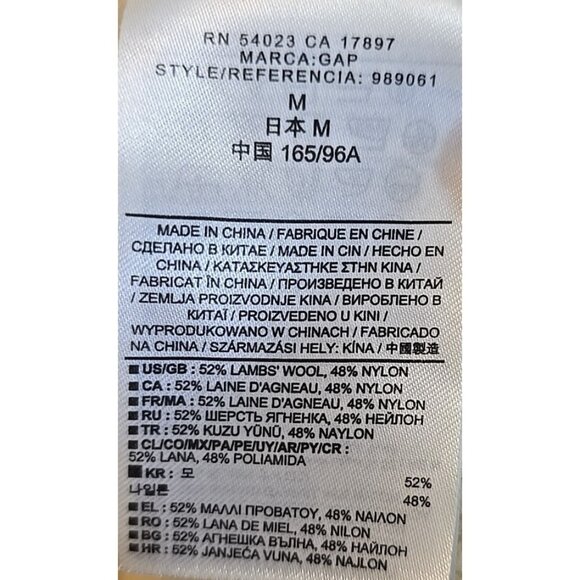 RN 54023 CA 17897
MARCA:GAP
STYLE/REFERENCIA: 989061
M
日本 M
中国 165/96A
MADE IN CHINA / FABRIQUE EN CHINE /
СДЕЛАНО В КИТАЕ / MADE IN CIN / HECHO EN
CHINA / ΚΑΤΑΣΚΕΥΑΣΤΗΚΕ ΣΤΗΝ ΚΙΝΑ /
FABRICAT ÎN CHINA / ПРОИЗВЕДЕНО В КИТАЙ
/ ZEMLJA PROIZVODNJE KINA / ВИРОБЛЕНО В
КИТАЇ / PROIZVEDENO U KINI /
WYPRODUKOWANO W CHINACH / FABRICADO
NA CHINA / SZÁRMAZÁSI HELY: KÍNA / 中國製造
US/GB : 52% LAMBS' WOOL, 48% NYLON
CA : 52% LAINE D'AGNEAU, 48% NYLON
FR/MA : 52% LAINE D'AGNEAU, 48% NYLON
RU : 52% ШЕРСТЬ ЯГНЕНКА, 48% НЕЙЛОН
TR : 52% KUZU YÜNÜ, 48% NAYLON
CL/CO/MX/PA/PE/UY/AR/PY/CR :
52% LANA, 48% POLIAMIDA
KR : 모 52%
나일론 48%
EL : 52% ΜΑΛΛΙ ΠΡΟΒΑΤΟΥ, 48% ΝΑΙΛΟΝ
RO : 52% LANA DE MIEL, 48% NILON
BG : 52% АГНЕШКА ВЪЛНА, 48% НАЙЛОН
HR : 52% JANJEĆA VUNA, 48% NAJLON